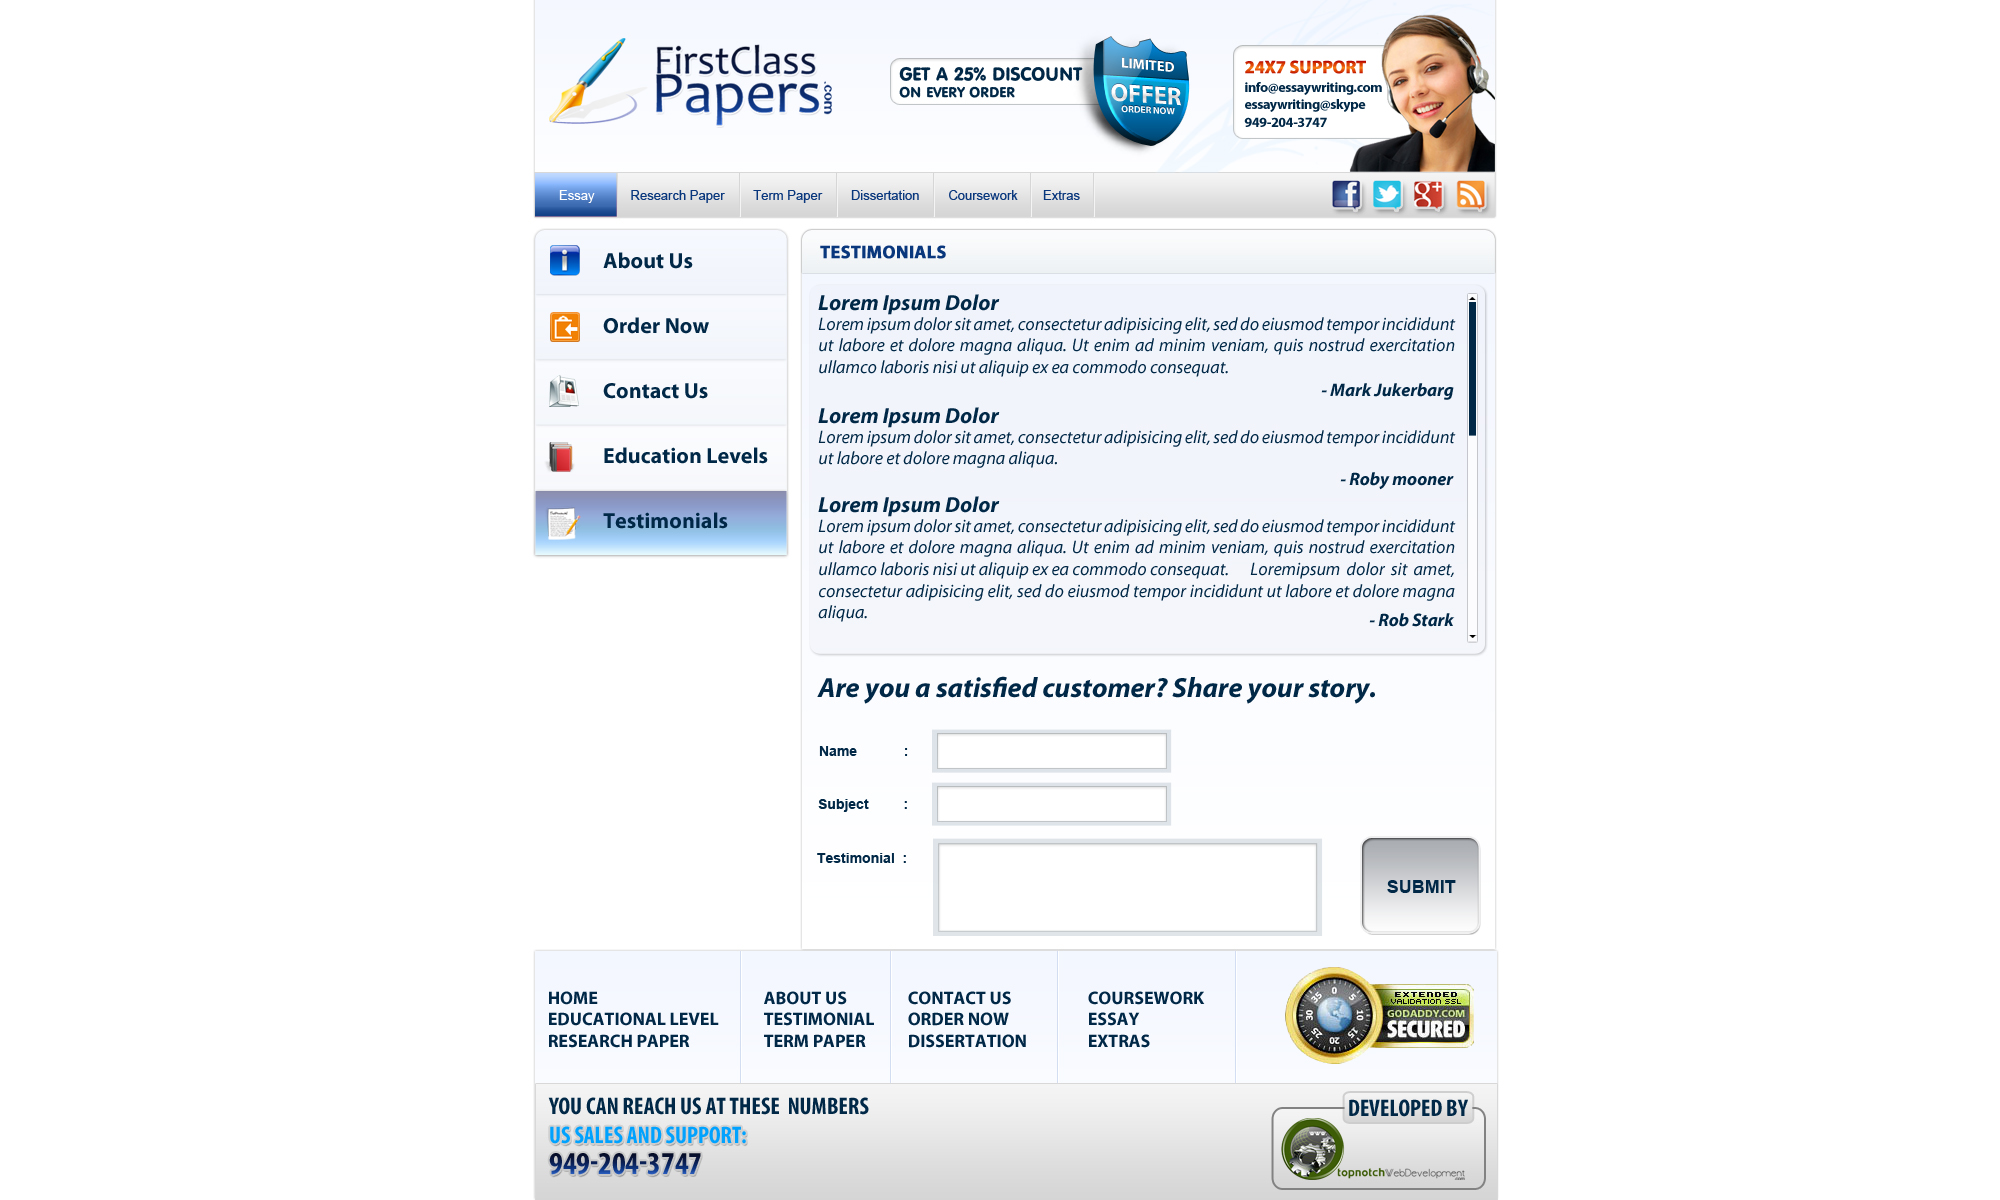 FirstClass
Papers.com
GET A 25% DISCOUNT
ON EVERY ORDER
LIMITED
OFFER
ORDER NOW
24X7 SUPPORT
info@essaywriting.com
essaywriting@skype
949-204-3747
Essay Research Paper Term Paper Dissertation Coursework Extras
About Us
Order Now
Contact Us
Education Levels
Testimonials
TESTIMONIALS
Lorem Ipsum Dolor
Lorem ipsum dolor sit amet, consectetur adipisicing elit, sed do eiusmod tempor incididunt
ut labore et dolore magna aliqua. Ut enim ad minim veniam, quis nostrud exercitation
ullamco laboris nisi ut aliquip ex ea commodo consequat.
- Mark Jukerbarg
Lorem Ipsum Dolor
Lorem ipsum dolor sit amet, consectetur adipisicing elit, sed do eiusmod tempor incididunt
ut labore et dolore magna aliqua.
- Roby mooner
Lorem Ipsum Dolor
Lorem ipsum dolor sit amet, consectetur adipisicing elit, sed do eiusmod tempor incididunt
ut labore et dolore magna aliqua. Ut enim ad minim veniam, quis nostrud exercitation
ullamco laboris nisi ut aliquip ex ea commodo consequat. Loremipsum dolor sit amet,
consectetur adipisicing elit, sed do eiusmod tempor incididunt ut labore et dolore magna
aliqua.
- Rob Stark
Are you a satisfied customer? Share your story.
Name :
Subject :
Testimonial :
SUBMIT
HOME
EDUCATIONAL LEVEL
RESEARCH PAPER
ABOUT US
TESTIMONIAL
TERM PAPER
CONTACT US
ORDER NOW
DISSERTATION
COURSEWORK
ESSAY
EXTRAS
0 5 10 15 20 25 30 35
EXTENDED
VALIDATION SSL
GODADDY.COM
SECURED
YOU CAN REACH US AT THESE NUMBERS
US SALES AND SUPPORT:
949-204-3747
DEVELOPED BY
topnotchWebDevelopment
.com